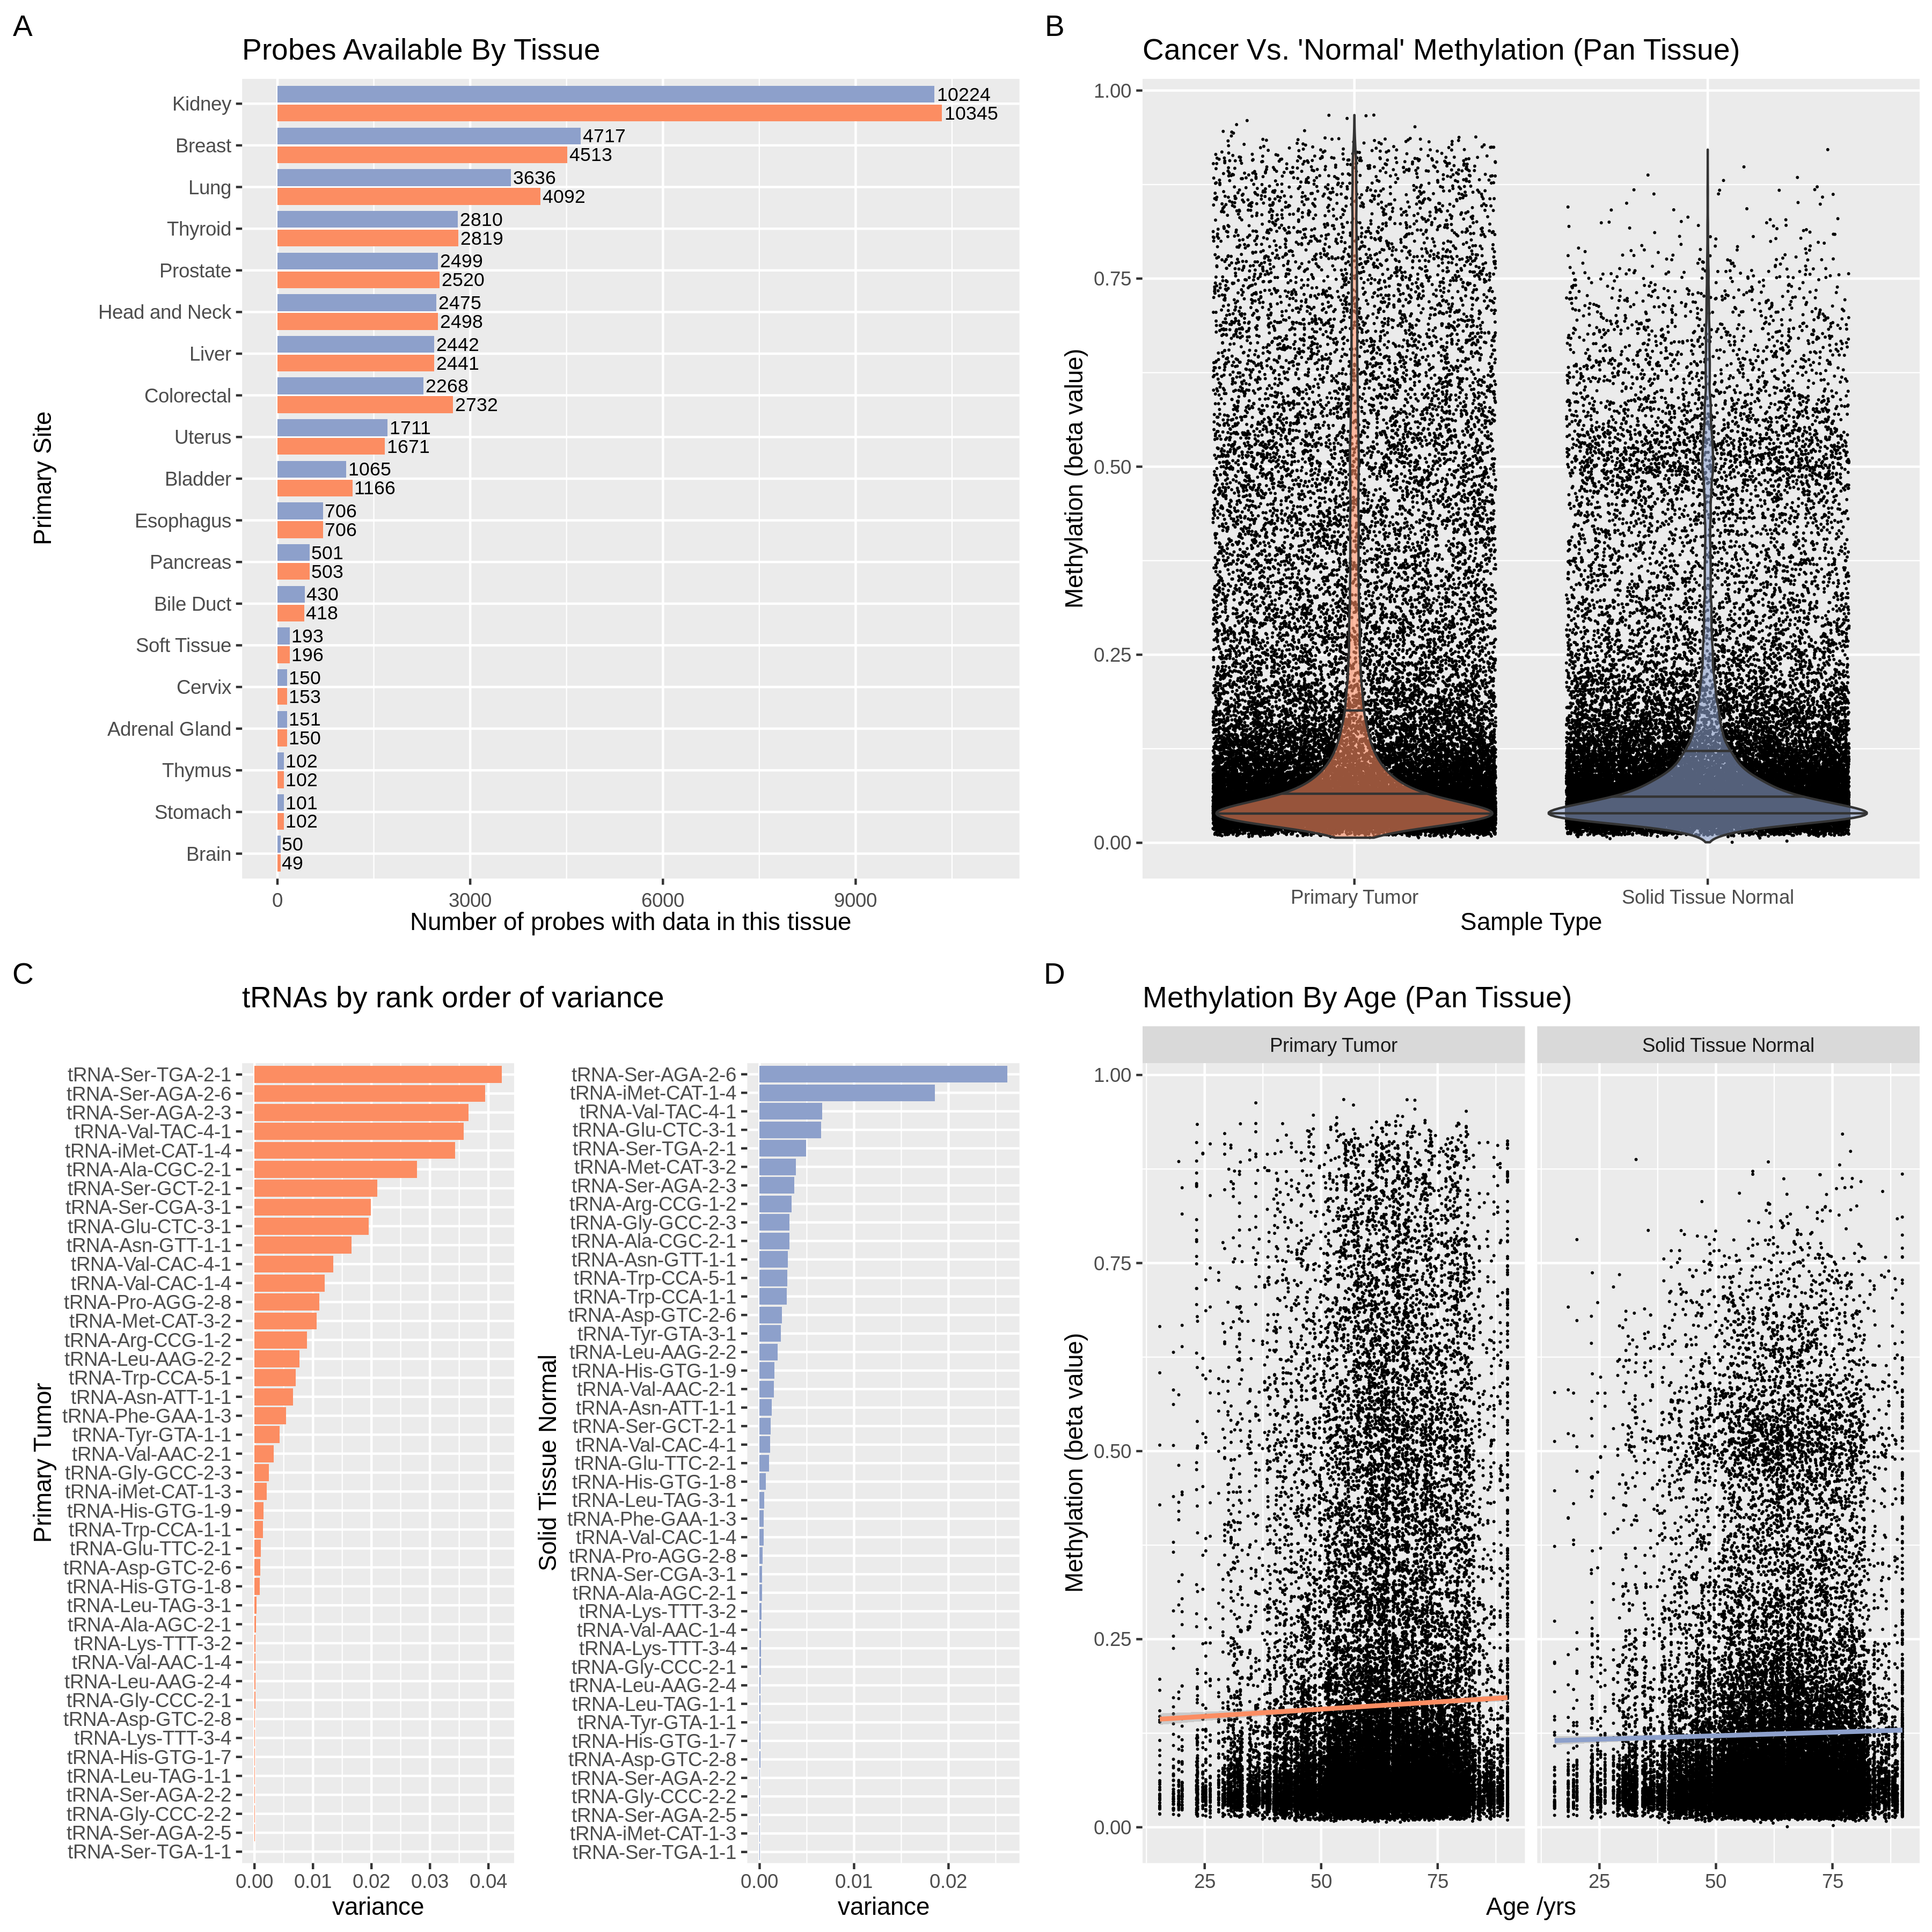 A
Probes Available By Tissue
Primary Site
Kidney
10224
10345
Breast
4717
4513
Lung
3636
4092
Thyroid
2810
2819
Prostate
2499
2520
Head and Neck
2475
2498
Liver
2442
2441
Colorectal
2268
2732
Uterus
1711
1671
Bladder
1065
1166
Esophagus
706
706
Pancreas
501
503
Bile Duct
430
418
Soft Tissue
193
196
Cervix
150
153
Adrenal Gland
151
150
Thymus
102
102
Stomach
101
102
Brain
50
49
0 3000 6000 9000
Number of probes with data in this tissue
B
Cancer Vs. 'Normal' Methylation (Pan Tissue)
Methylation (beta value)
1.00
0.75
0.50
0.25
0.00
Primary Tumor Solid Tissue Normal
Sample Type
C
tRNAs by rank order of variance
Primary Tumor
tRNA-Ser-TGA-2-1
tRNA-Ser-AGA-2-6
tRNA-Ser-AGA-2-3
tRNA-Val-TAC-4-1
tRNA-iMet-CAT-1-4
tRNA-Ala-CGC-2-1
tRNA-Ser-GCT-2-1
tRNA-Ser-CGA-3-1
tRNA-Glu-CTC-3-1
tRNA-Asn-GTT-1-1
tRNA-Val-CAC-4-1
tRNA-Val-CAC-1-4
tRNA-Pro-AGG-2-8
tRNA-Met-CAT-3-2
tRNA-Arg-CCG-1-2
tRNA-Leu-AAG-2-2
tRNA-Trp-CCA-5-1
tRNA-Asn-ATT-1-1
tRNA-Phe-GAA-1-3
tRNA-Tyr-GTA-1-1
tRNA-Val-AAC-2-1
tRNA-Gly-GCC-2-3
tRNA-iMet-CAT-1-3
tRNA-His-GTG-1-9
tRNA-Trp-CCA-1-1
tRNA-Glu-TTC-2-1
tRNA-Asp-GTC-2-6
tRNA-His-GTG-1-8
tRNA-Leu-TAG-3-1
tRNA-Ala-AGC-2-1
tRNA-Lys-TTT-3-2
tRNA-Val-AAC-1-4
tRNA-Leu-AAG-2-4
tRNA-Gly-CCC-2-1
tRNA-Asp-GTC-2-8
tRNA-Lys-TTT-3-4
tRNA-His-GTG-1-7
tRNA-Leu-TAG-1-1
tRNA-Ser-AGA-2-2
tRNA-Gly-CCC-2-2
tRNA-Ser-AGA-2-5
tRNA-Ser-TGA-1-1
0.00 0.01 0.02 0.03 0.04
variance
Solid Tissue Normal
tRNA-Ser-AGA-2-6
tRNA-iMet-CAT-1-4
tRNA-Val-TAC-4-1
tRNA-Glu-CTC-3-1
tRNA-Ser-TGA-2-1
tRNA-Met-CAT-3-2
tRNA-Ser-AGA-2-3
tRNA-Arg-CCG-1-2
tRNA-Gly-GCC-2-3
tRNA-Ala-CGC-2-1
tRNA-Asn-GTT-1-1
tRNA-Trp-CCA-5-1
tRNA-Trp-CCA-1-1
tRNA-Asp-GTC-2-6
tRNA-Tyr-GTA-3-1
tRNA-Leu-AAG-2-2
tRNA-His-GTG-1-9
tRNA-Val-AAC-2-1
tRNA-Asn-ATT-1-1
tRNA-Ser-GCT-2-1
tRNA-Val-CAC-4-1
tRNA-Glu-TTC-2-1
tRNA-His-GTG-1-8
tRNA-Leu-TAG-3-1
tRNA-Phe-GAA-1-3
tRNA-Val-CAC-1-4
tRNA-Pro-AGG-2-8
tRNA-Ser-CGA-3-1
tRNA-Ala-AGC-2-1
tRNA-Lys-TTT-3-2
tRNA-Val-AAC-1-4
tRNA-Lys-TTT-3-4
tRNA-Gly-CCC-2-1
tRNA-Leu-AAG-2-4
tRNA-Leu-TAG-1-1
tRNA-Tyr-GTA-1-1
tRNA-His-GTG-1-7
tRNA-Asp-GTC-2-8
tRNA-Ser-AGA-2-2
tRNA-Gly-CCC-2-2
tRNA-Ser-AGA-2-5
tRNA-iMet-CAT-1-3
tRNA-Ser-TGA-1-1
0.00 0.01 0.02
variance
D
Methylation By Age (Pan Tissue)
Primary Tumor Solid Tissue Normal
Methylation (beta value)
1.00
0.75
0.50
0.25
0.00
25 50 75 25 50 75
Age /yrs